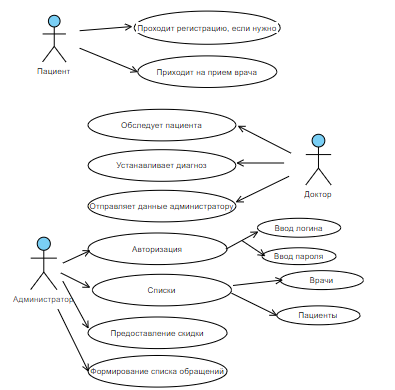 Проходит регистрацию, если нужно
Пациент
Приходит на прием врача
Обследует пациента
Устанавливает диагноз
Доктор
Отправляет данные администратору
Ввод логина
Авторизация
Ввод пароля
Администратор
Списки
Врачи
Пациенты
Предоставление скидки
Формирование списка обращений